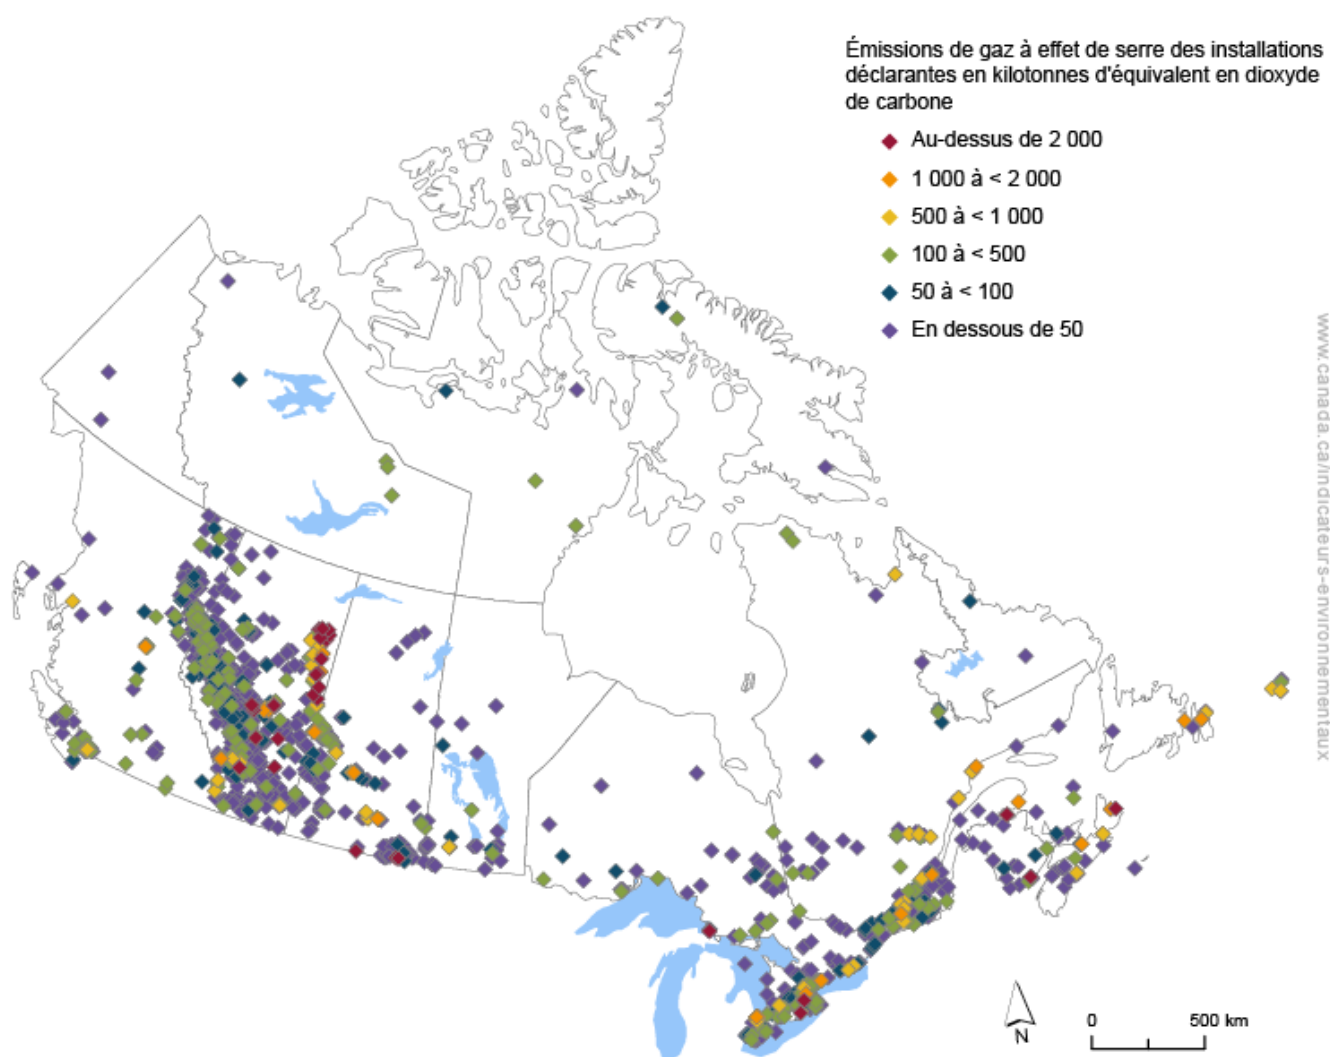 Émissions de gaz à effet de serre des installations
déclarantes en kilotonnes d'équivalent en dioxyde
de carbone
Au-dessus de 2 000
1 000 à < 2 000
500 à < 1 000
100 à < 500
50 à < 100
En dessous de 50
www.canada.ca/indicateurs-environnementaux
N
0 500 km